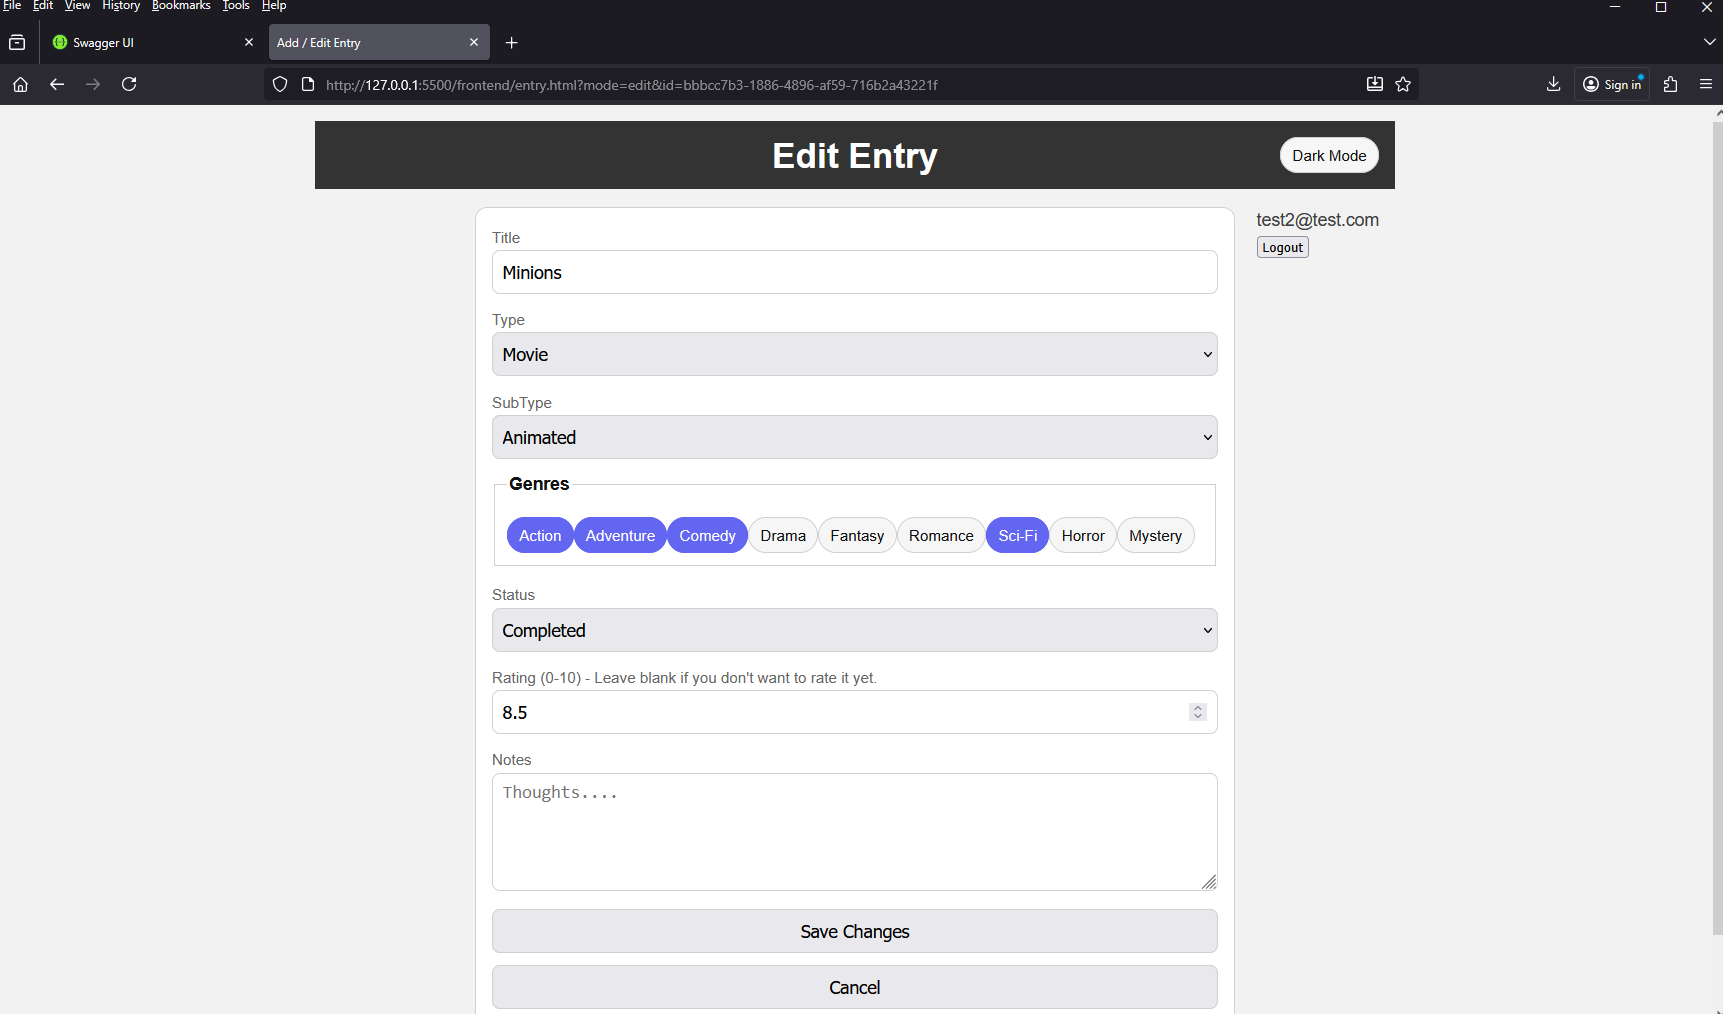 File Edit View History Bookmarks Tools Help
Swagger UI
Add / Edit Entry
http://127.0.0.1:5500/frontend/entry.html?mode=edit&id=bbbcc7b3-1886-4896-af59-716b2a43221f
Sign in
Edit Entry
Dark Mode
test2@test.com
Logout
Title
Minions
Type
Movie
SubType
Animated
Genres
Action Adventure Comedy Drama Fantasy Romance Sci-Fi Horror Mystery
Status
Completed
Rating (0-10) - Leave blank if you don't want to rate it yet.
8.5
Notes
Thoughts....
Save Changes
Cancel